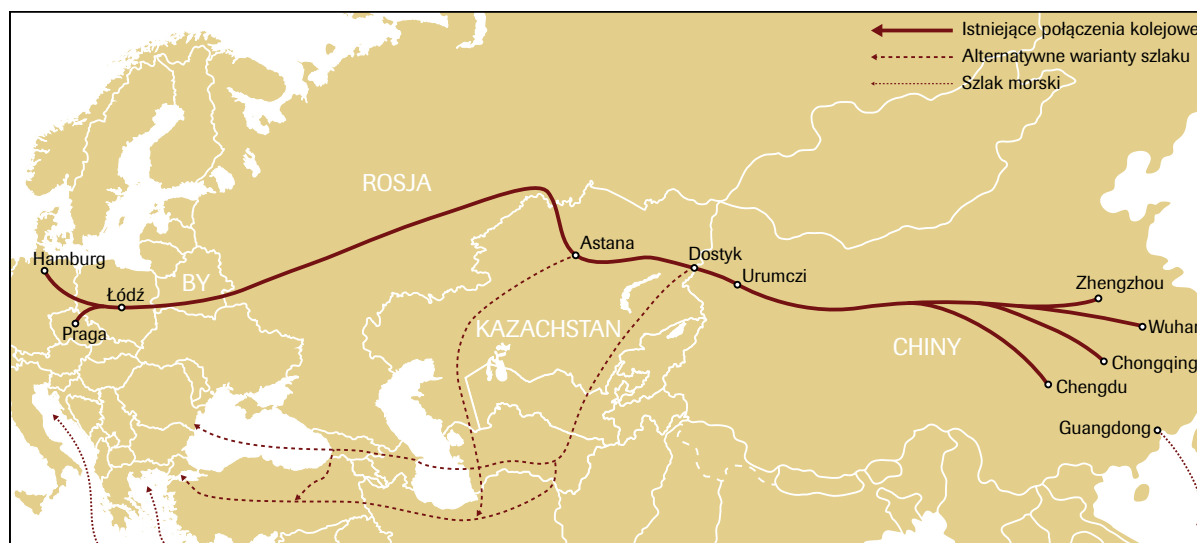 Istniejące połączenia kolejowe
Alternatywne warianty szlaku
Szlak morski
ROSJA
Astana
Hamburg
Dostyk
BY
Urumczi
Zhengzhou
Łódź
KAZACHSTAN
Wuhan
Praga
CHINY
Chongqing
Chengdu
Guangdong